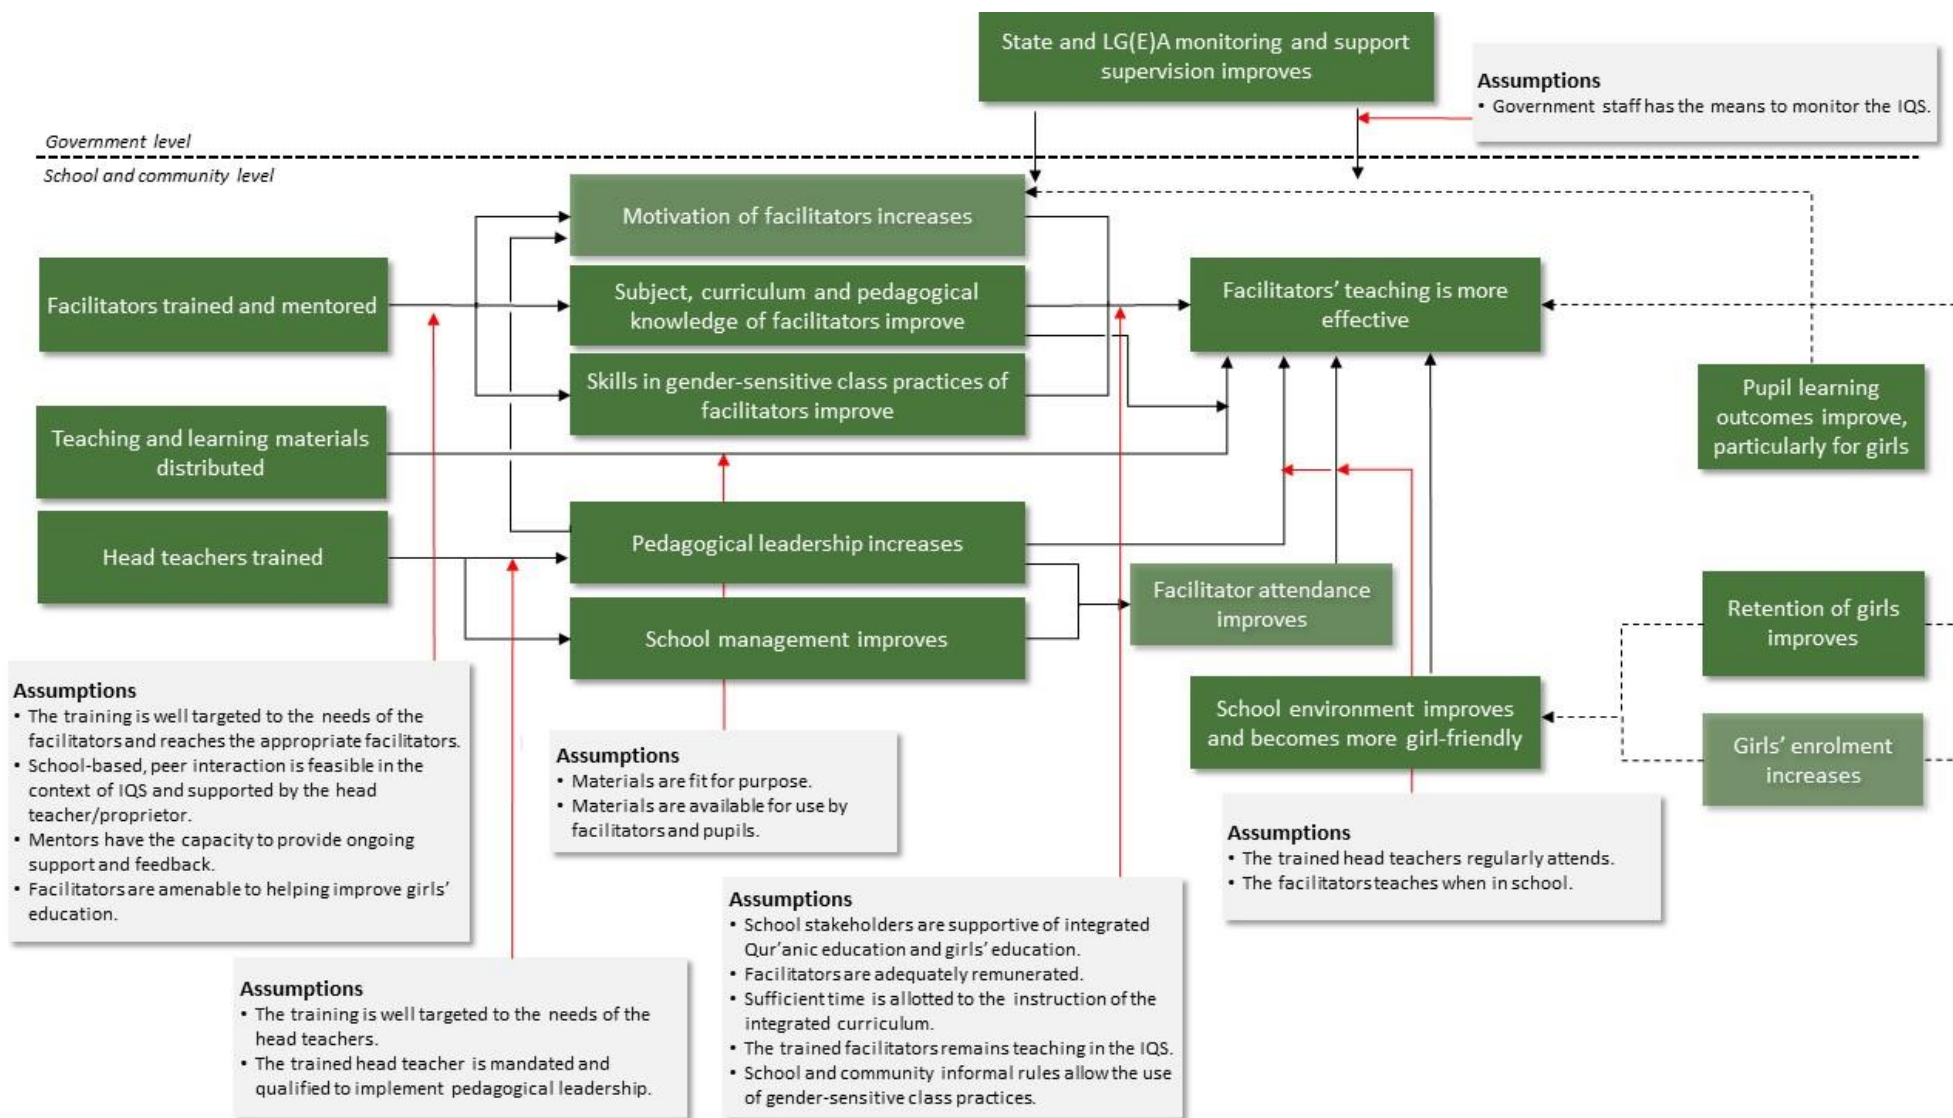 State and LG(E)A monitoring and support
supervision improves
Assumptions
• Government staff has the means to monitor the IQS.
Government level
School and community level
Motivation of facilitators increases
Facilitators trained and mentored
Subject, curriculum and pedagogical
knowledge of facilitators improve
Facilitators’ teaching is more
effective
Skills in gender-sensitive class practices of
facilitators improve
Pupil learning
outcomes improve,
particularly for girls
Teaching and learning materials
distributed
Head teachers trained
Pedagogical leadership increases
School management improves
Facilitator attendance
improves
Retention of girls
improves
School environment improves
and becomes more girl-friendly
Girls’ enrolment
increases
Assumptions
• The training is well targeted to the needs of the
facilitators and reaches the appropriate facilitators.
• School-based, peer interaction is feasible in the
context of IQS and supported by the head
teacher/proprietor.
• Mentors have the capacity to provide ongoing
support and feedback.
• Facilitators are amenable to helping improve girls’
education.
Assumptions
• Materials are fit for purpose.
• Materials are available for use by
facilitators and pupils.
Assumptions
• The trained head teachers regularly attends.
• The facilitators teaches when in school.
Assumptions
• School stakeholders are supportive of integrated
Qur’anic education and girls’ education.
• Facilitators are adequately remunerated.
• Sufficient time is allotted to the instruction of the
integrated curriculum.
• The trained facilitators remains teaching in the IQS.
• School and community informal rules allow the use
of gender-sensitive class practices.
Assumptions
• The training is well targeted to the needs of the
head teachers.
• The trained head teacher is mandated and
qualified to implement pedagogical leadership.